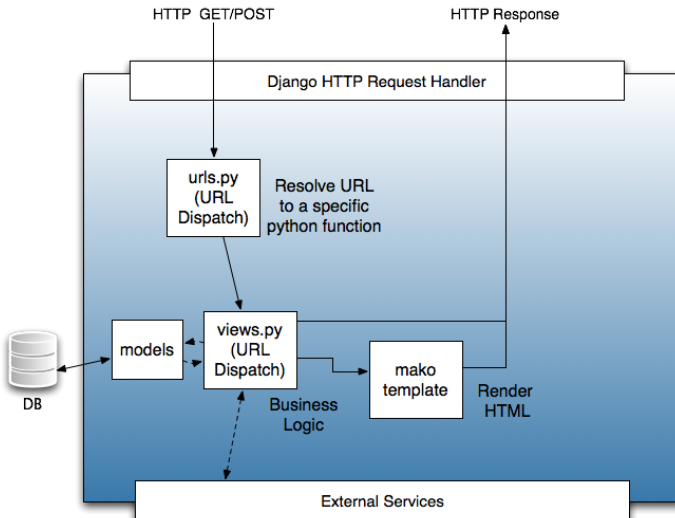 HTTP GET/POST
HTTP Response
Django HTTP Request Handler
urls.py
(URL
Dispatch)
Resolve URL
to a specific
python function
models
views.py
(URL
Dispatch)
mako
template
DB
Business
Logic
Render
HTML
External Services